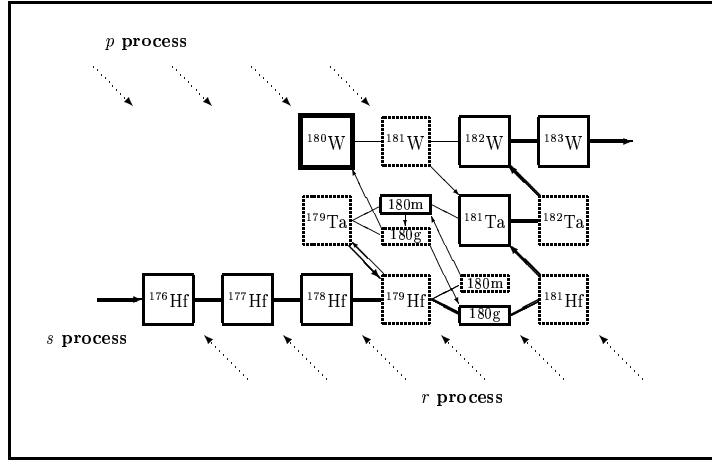 p process
¹⁸⁰W ¹⁸¹W ¹⁸²W ¹⁸³W
¹⁷⁹Ta 180m 180g ¹⁸¹Ta ¹⁸²Ta
¹⁷⁶Hf ¹⁷⁷Hf ¹⁷⁸Hf ¹⁷⁹Hf 180m 180g ¹⁸¹Hf
s process
r process